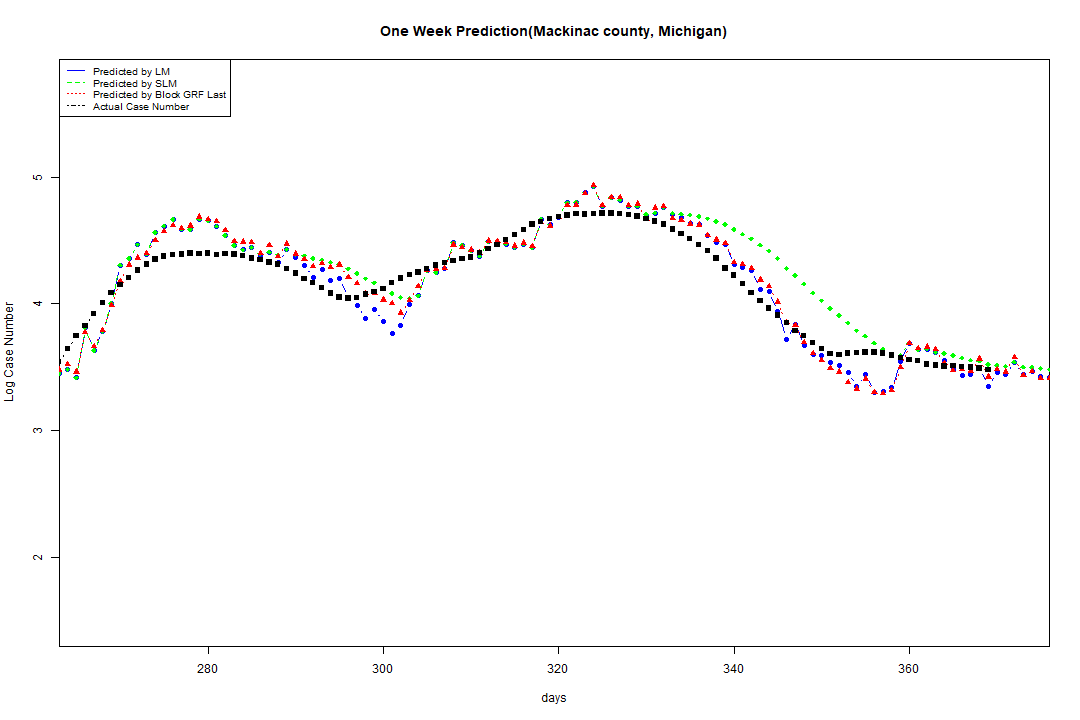 One Week Prediction(Mackinac county, Michigan)
Predicted by LM
Predicted by SLM
Predicted by Block GRF Last
Actual Case Number
5
4
3
2
Log Case Number
280 300 320 340 360
days